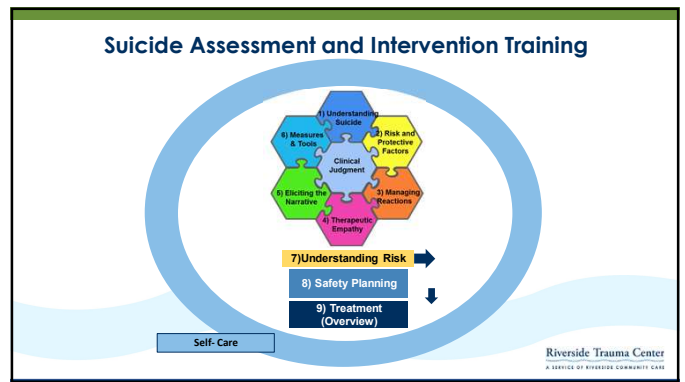 Suicide Assessment and Intervention Training
1) Understanding
Suicide
2) Risk and
Protective
Factors
3) Managing
Reactions
4) Therapeutic
Empathy
5) Eliciting the
Narrative
6) Measures
& Tools
Clinical
Judgment
7)Understanding Risk
8) Safety Planning
9) Treatment
(Overview)
Self- Care
Riverside Trauma Center
A SERVICE OF RIVERSIDE COMMUNITY CARE